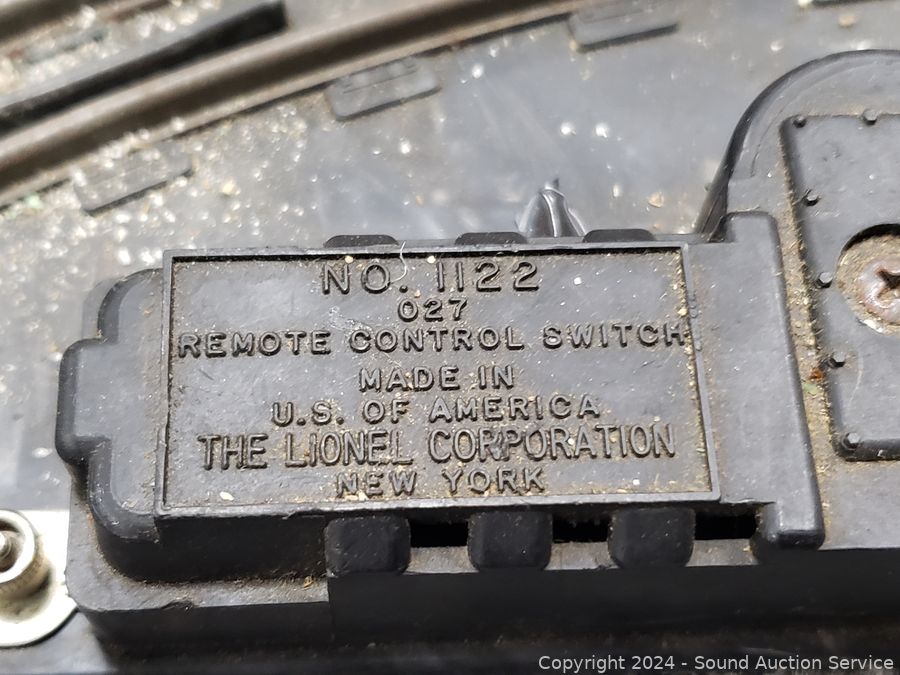 NO. 1122
027
REMOTE CONTROL SWITCH
MADE IN
U.S. OF AMERICA
THE LIONEL CORPORATION
NEW YORK
Copyright © 2024 - Sound Auction Service